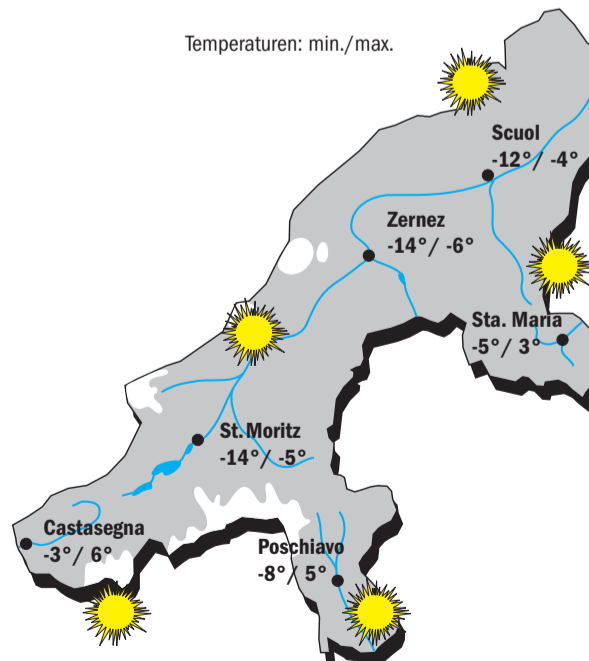 Temperaturen: min./max.
Scuol
-12°/ -4°
Zernez
-14°/ -6°
Sta. Maria
-5°/ 3°
St. Moritz
-14°/ -5°
Castasegna
-3°/ 6°
Poschiavo
-8°/ 5°